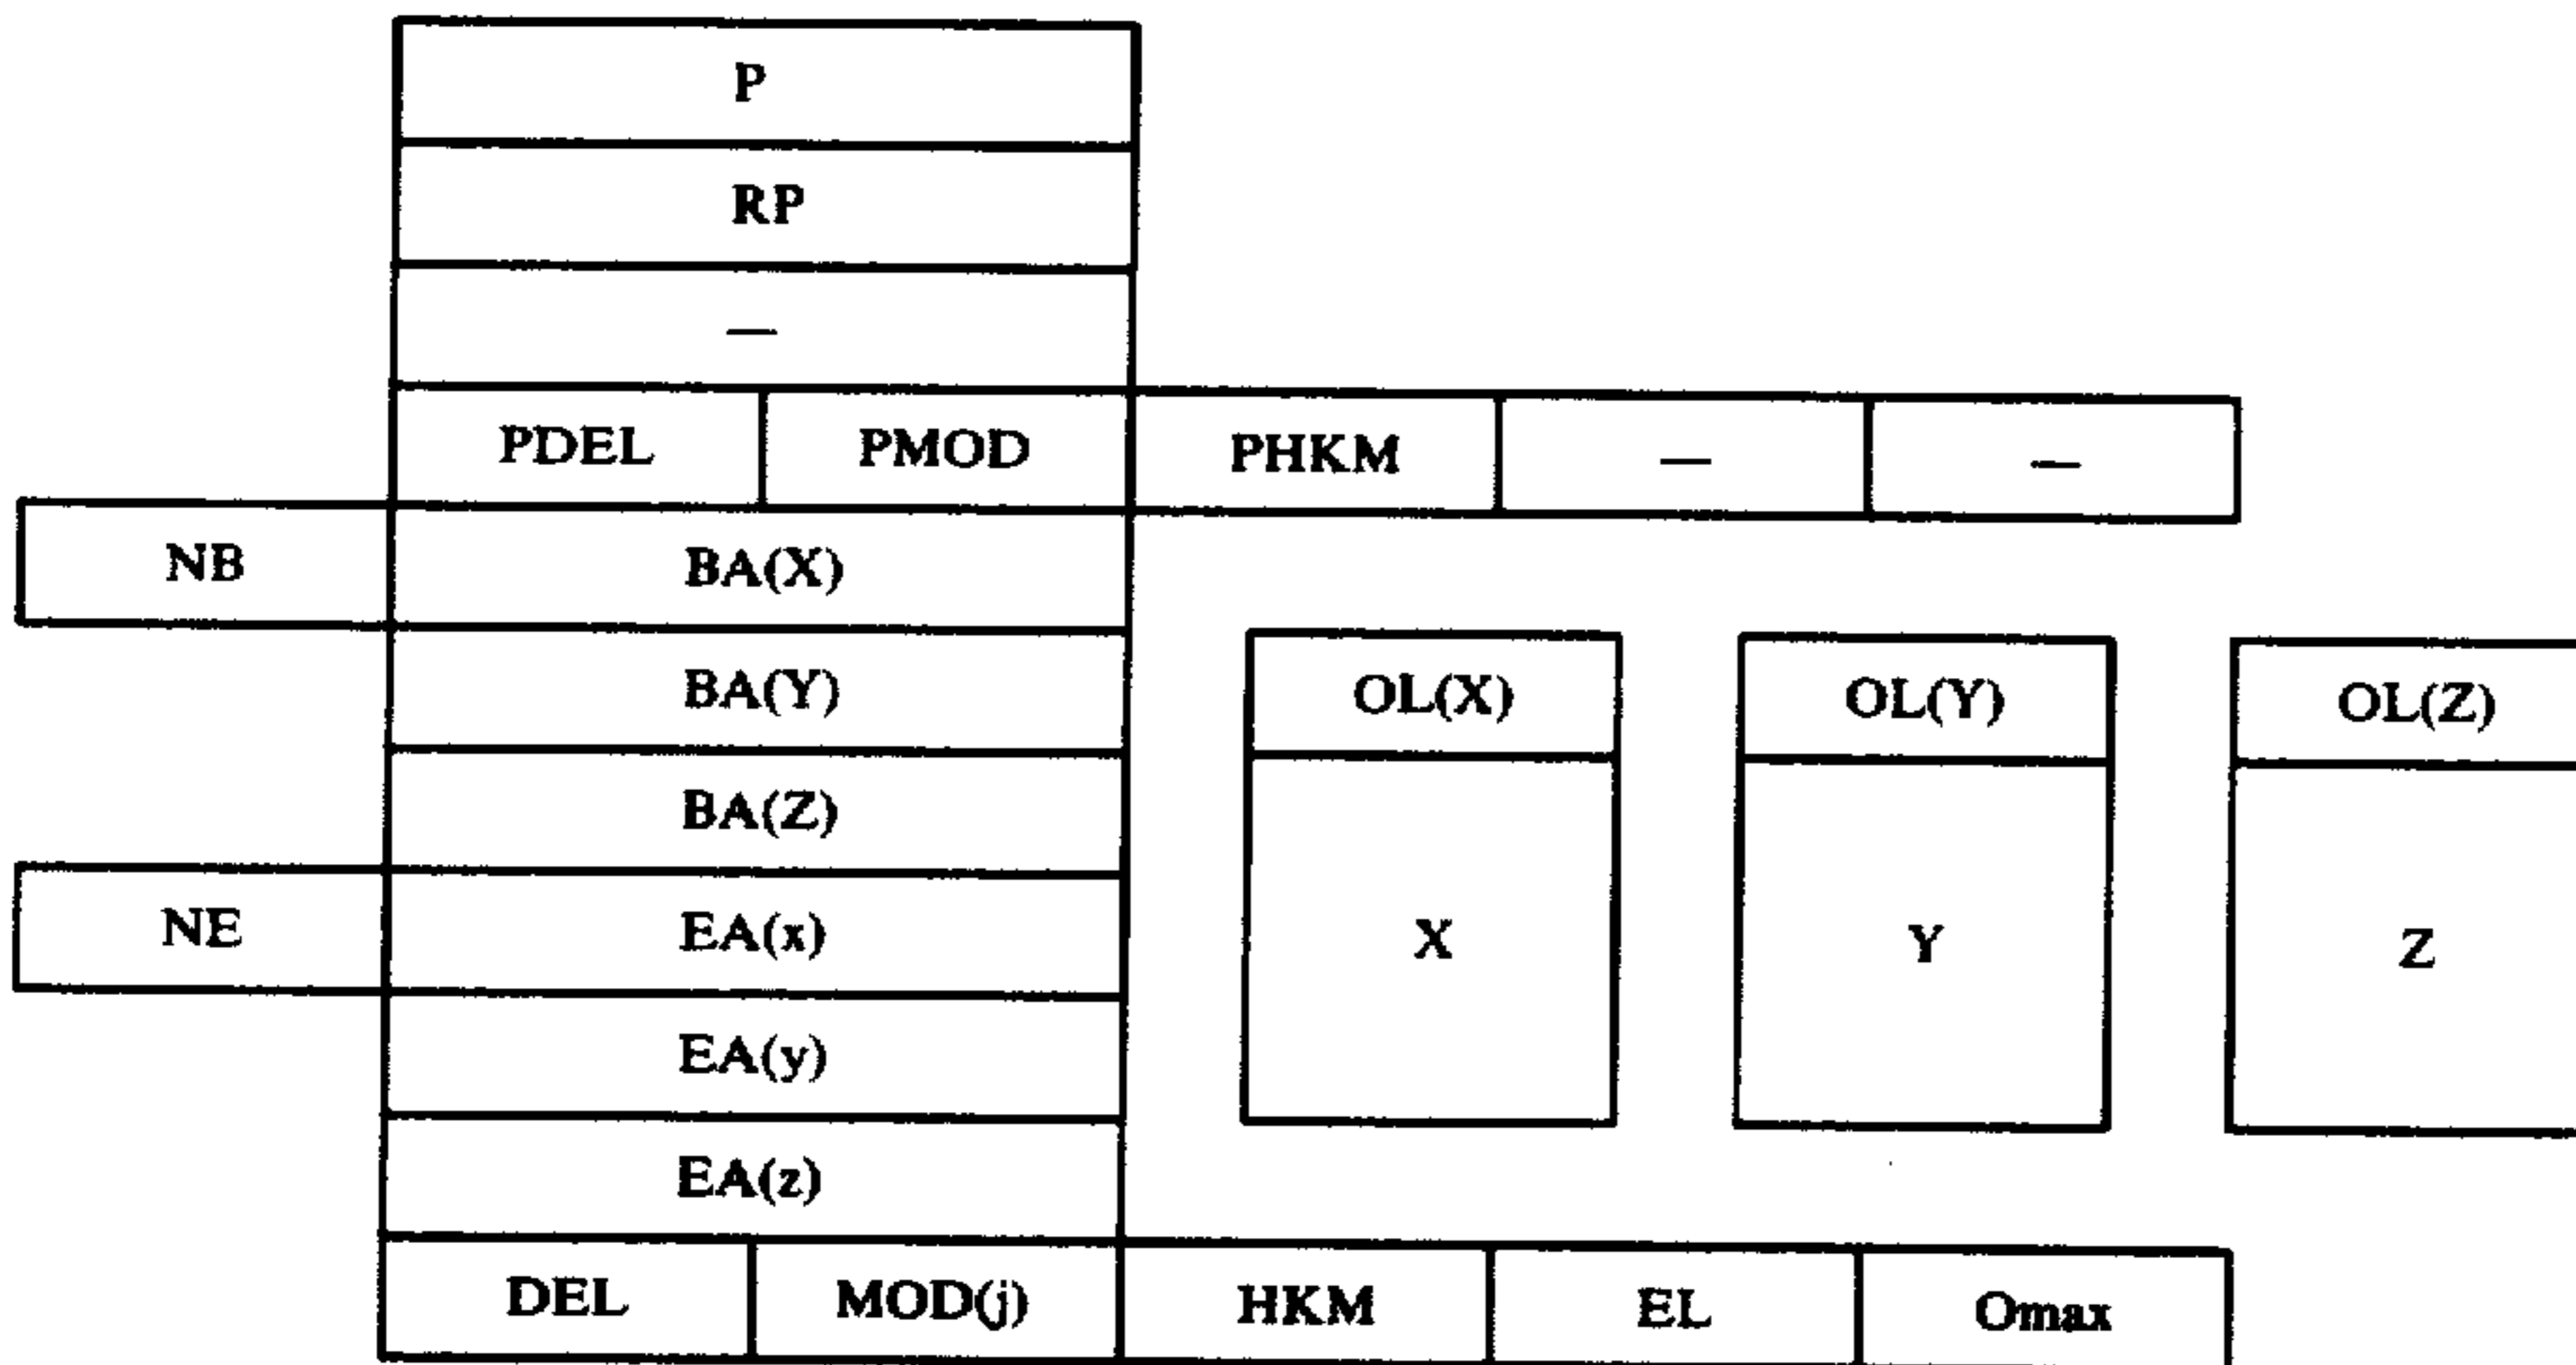 P
RP
—
PDEL PMOD PHKM — —
NB BA(X)
BA(Y) OL(X) OL(Y) OL(Z)
BA(Z)
NE EA(x) X Y Z
EA(y)
EA(z)
DEL MOD(j) HKM EL Omax